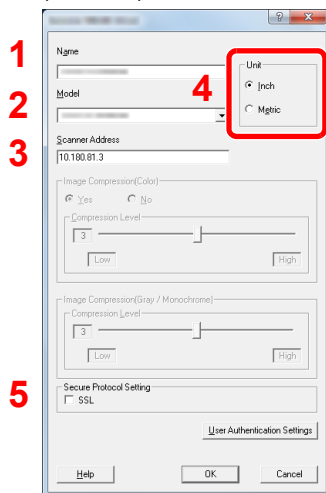 1
Name
Unit
4
Inch
2
Model
Metric
3
Scanner Address
10.180.81.3
Image Compression(Color)
Yes No
Compression Level
3
Low High
Image Compression(Gray / Monochrome)
Compression Level
3
Low High
5
Secure Protocol Setting
SSL
User Authentication Settings
Help OK Cancel